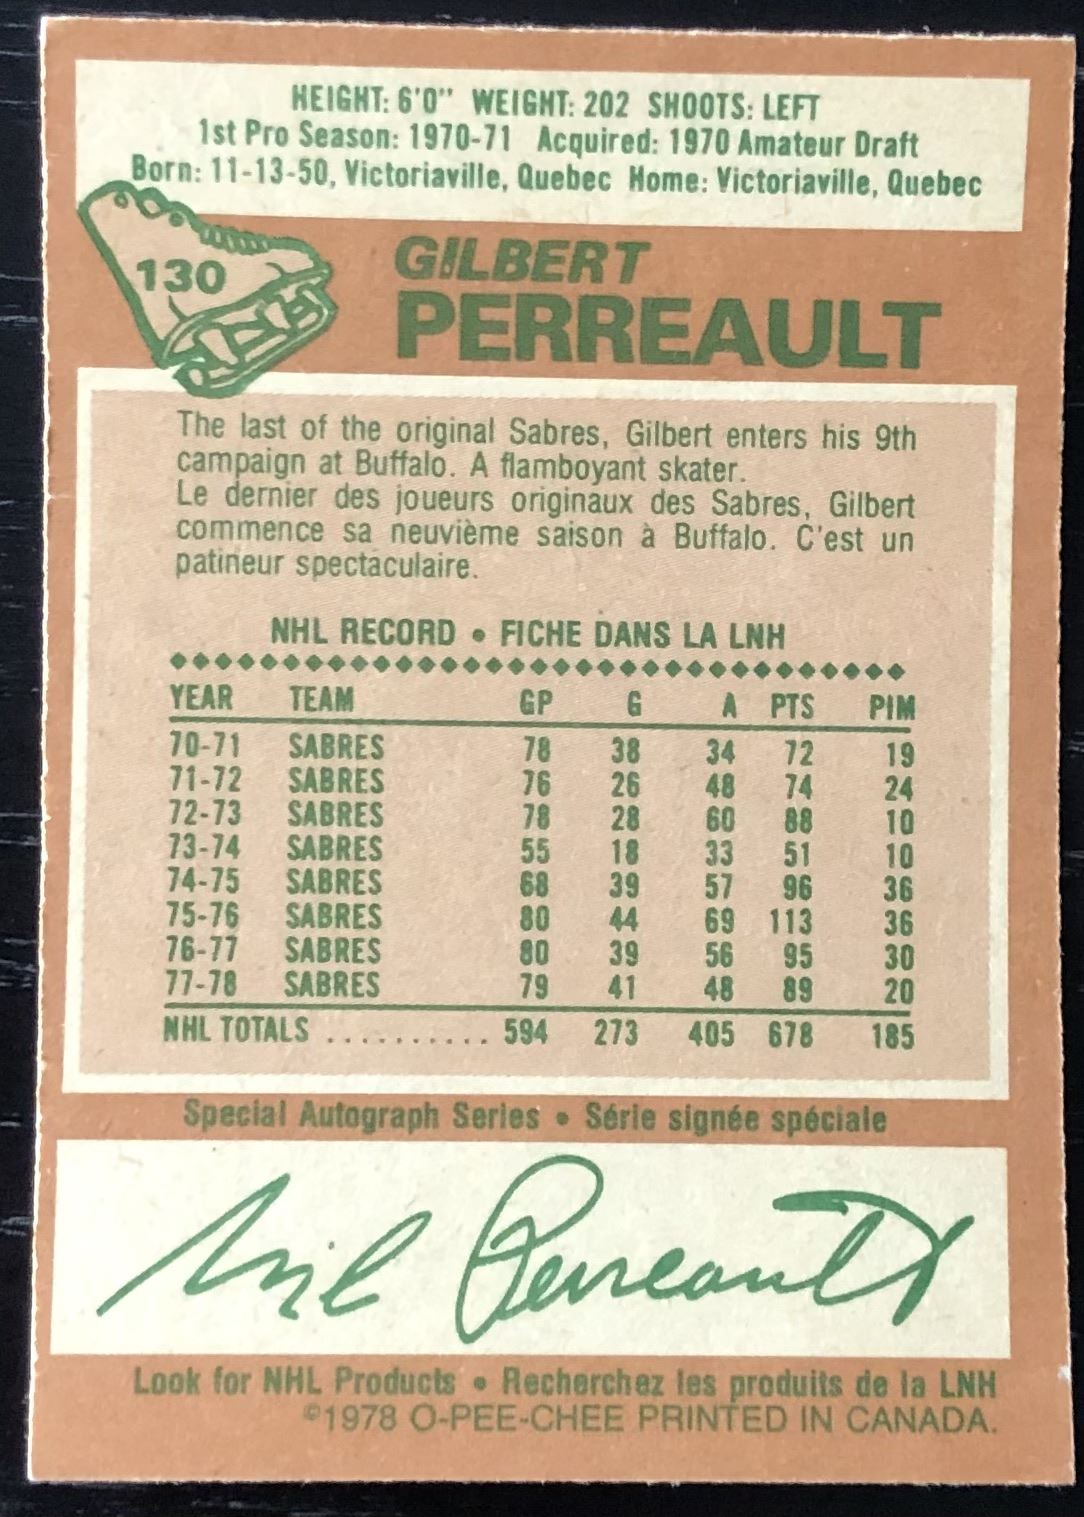 HEIGHT: 6'0" WEIGHT: 202 SHOOTS: LEFT
1st Pro Season: 1970-71 Acquired: 1970 Amateur Draft
Born: 11-13-50, Victoriaville, Quebec Home: Victoriaville, Quebec
130
GILBERT
PERREAULT
The last of the original Sabres, Gilbert enters his 9th
campaign at Buffalo. A flamboyant skater.
Le dernier des joueurs originaux des Sabres, Gilbert
commence sa neuvième saison à Buffalo. C'est un
patineur spectaculaire.
NHL RECORD • FICHE DANS LA LNH
YEAR TEAM GP G A PTS PIM
70-71 SABRES 78 38 34 72 19
71-72 SABRES 76 26 48 74 24
72-73 SABRES 78 28 60 88 10
73-74 SABRES 55 18 33 51 10
74-75 SABRES 68 39 57 96 36
75-76 SABRES 80 44 69 113 36
76-77 SABRES 80 39 56 95 30
77-78 SABRES 79 41 48 89 20
NHL TOTALS .......... 594 273 405 678 185
Special Autograph Series • Série signée spéciale
Gil Perreault
Look for NHL Products • Recherchez les produits de la LNH
©1978 O-PEE-CHEE PRINTED IN CANADA.